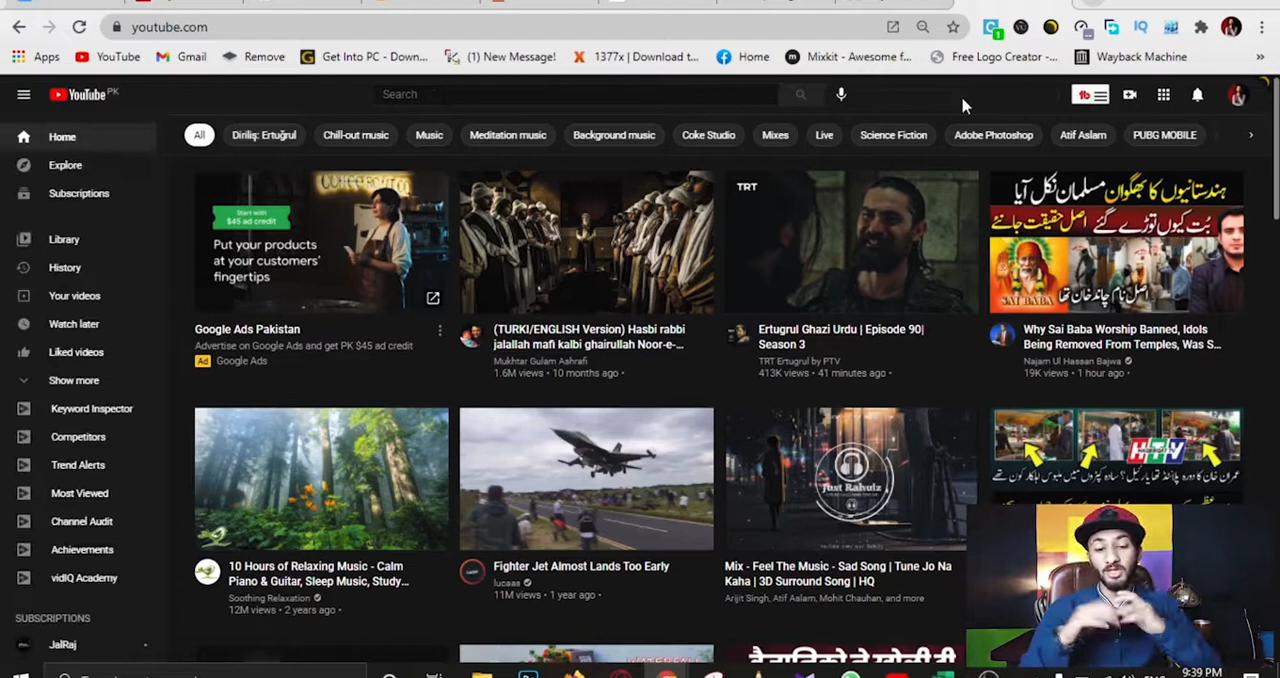 youtube.com
Apps YouTube Gmail Remove Get Into PC - Down... (1) New Message! 1377x | Download t... Home Mixkit - Awesome f... Free Logo Creator -... Wayback Machine »
YouTube PK Search
All Diriliş: Ertuğrul Chill-out music Music Meditation music Background music Coke Studio Mixes Live Science Fiction Adobe Photoshop Atif Aslam PUBG MOBILE
Home
Explore
Subscriptions
Library
History
Your videos
Watch later
Liked videos
Show more
Keyword Inspector
Competitors
Trend Alerts
Most Viewed
Channel Audit
Achievements
vidIQ Academy
SUBSCRIPTIONS
JalRaj
Start with
$45 ad credit
Put your products
at your customers'
fingertips
Google Ads Pakistan
Advertise on Google Ads and get PK $45 ad credit
Ad Google Ads
(TURKI/ENGLISH Version) Hasbi rabbi
jalallah mafi kalbi ghairullah Noor-e-...
Mukhtar Gulam Ashrafi
1.6M views • 10 months ago
TRT
Ertugrul Ghazi Urdu | Episode 90|
Season 3
TRT Ertugrul by PTV
413K views • 41 minutes ago
ہندستانیوں کا بھگوان مسلمان نکل آیا
بُت کیوں توڑے گئے اصل حقیقت جانئے
SAI BABA
اصل نام چاند خان تھا
Why Sai Baba Worship Banned, Idols
Being Removed From Temples, Was S...
Najam Ul Hassan Bajwa
19K views • 1 hour ago
10 Hours of Relaxing Music - Calm
Piano & Guitar, Sleep Music, Study...
Soothing Relaxation
12M views • 2 years ago
Fighter Jet Almost Lands Too Early
lucaas
11M views • 1 year ago
Just Rahulz
Mix - Feel The Music - Sad Song | Tune Jo Na
Kaha | 3D Surround Song | HQ
Arijit Singh, Atif Aslam, Mohit Chauhan, and more
HTV
9:39 PM